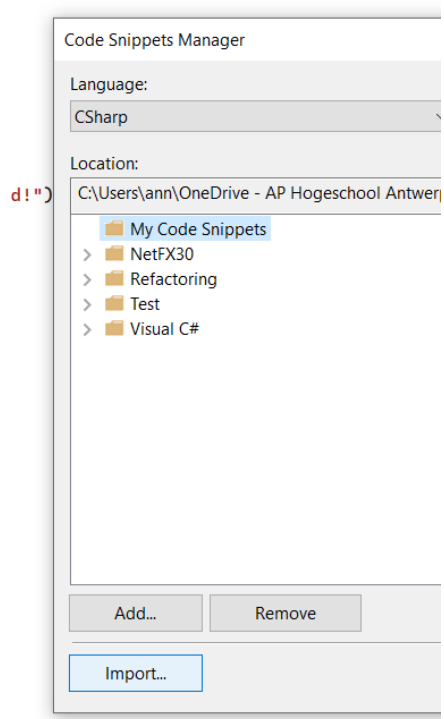 Code Snippets Manager
Language:
CSharp
Location:
d!")
C:\Users\ann\OneDrive - AP Hogeschool Antwerp
My Code Snippets
NetFX30
Refactoring
Test
Visual C#
Add...
Remove
Import...